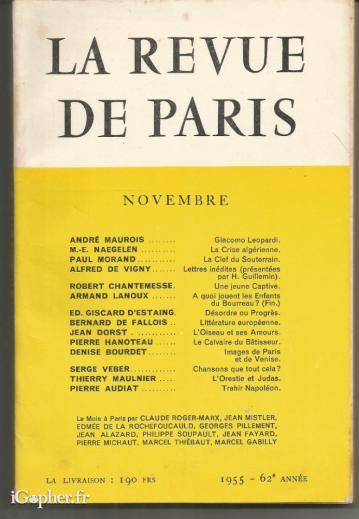 LA REVUE
DE PARIS
NOVEMBRE
ANDRÉ MAUROIS ........ Giacomo Leopardi.
M.-E. NAEGELEN .......... La Crise algérienne.
PAUL MORAND ........... La Clef du Souterrain.
ALFRED DE VIGNY ...... Lettres inédites (présentées
par H. Guillemin).
ROBERT CHANTEMESSE. Une jeune Captive.
ARMAND LANOUX ....... A quoi jouent les Enfants
du Bourreau? (Fin.)
ED. GISCARD D'ESTAING. Désordre ou Progrès.
BERNARD DE FALLOIS .. Littérature européenne.
JEAN DORST ............ L'Oiseau et ses Amours.
PIERRE HANOTEAU ..... Le Calvaire du Bâtisseur.
DENISE BOURDET ....... Images de Paris
et de Venise.
SERGE VEBER ........... Chansons que tout cela?
THIERRY MAULNIER ..... L'Orestie et Judas.
PIERRE AUDIAT .......... Trahir Napoléon.
Le Mois à Paris par CLAUDE ROGER-MARX, JEAN MISTLER,
EDMÉE DE LA ROCHEFOUCAULD, GEORGES PILLEMENT,
JEAN ALAZARD, PHILIPPE SOUPAULT, JEAN FAYARD,
PIERRE MICHAUT, MARCEL THIÉBAUT, MARCEL GABILLY
LA LIVRAISON : 190 FRS 1955 - 62e ANNÉE
iGopher.fr